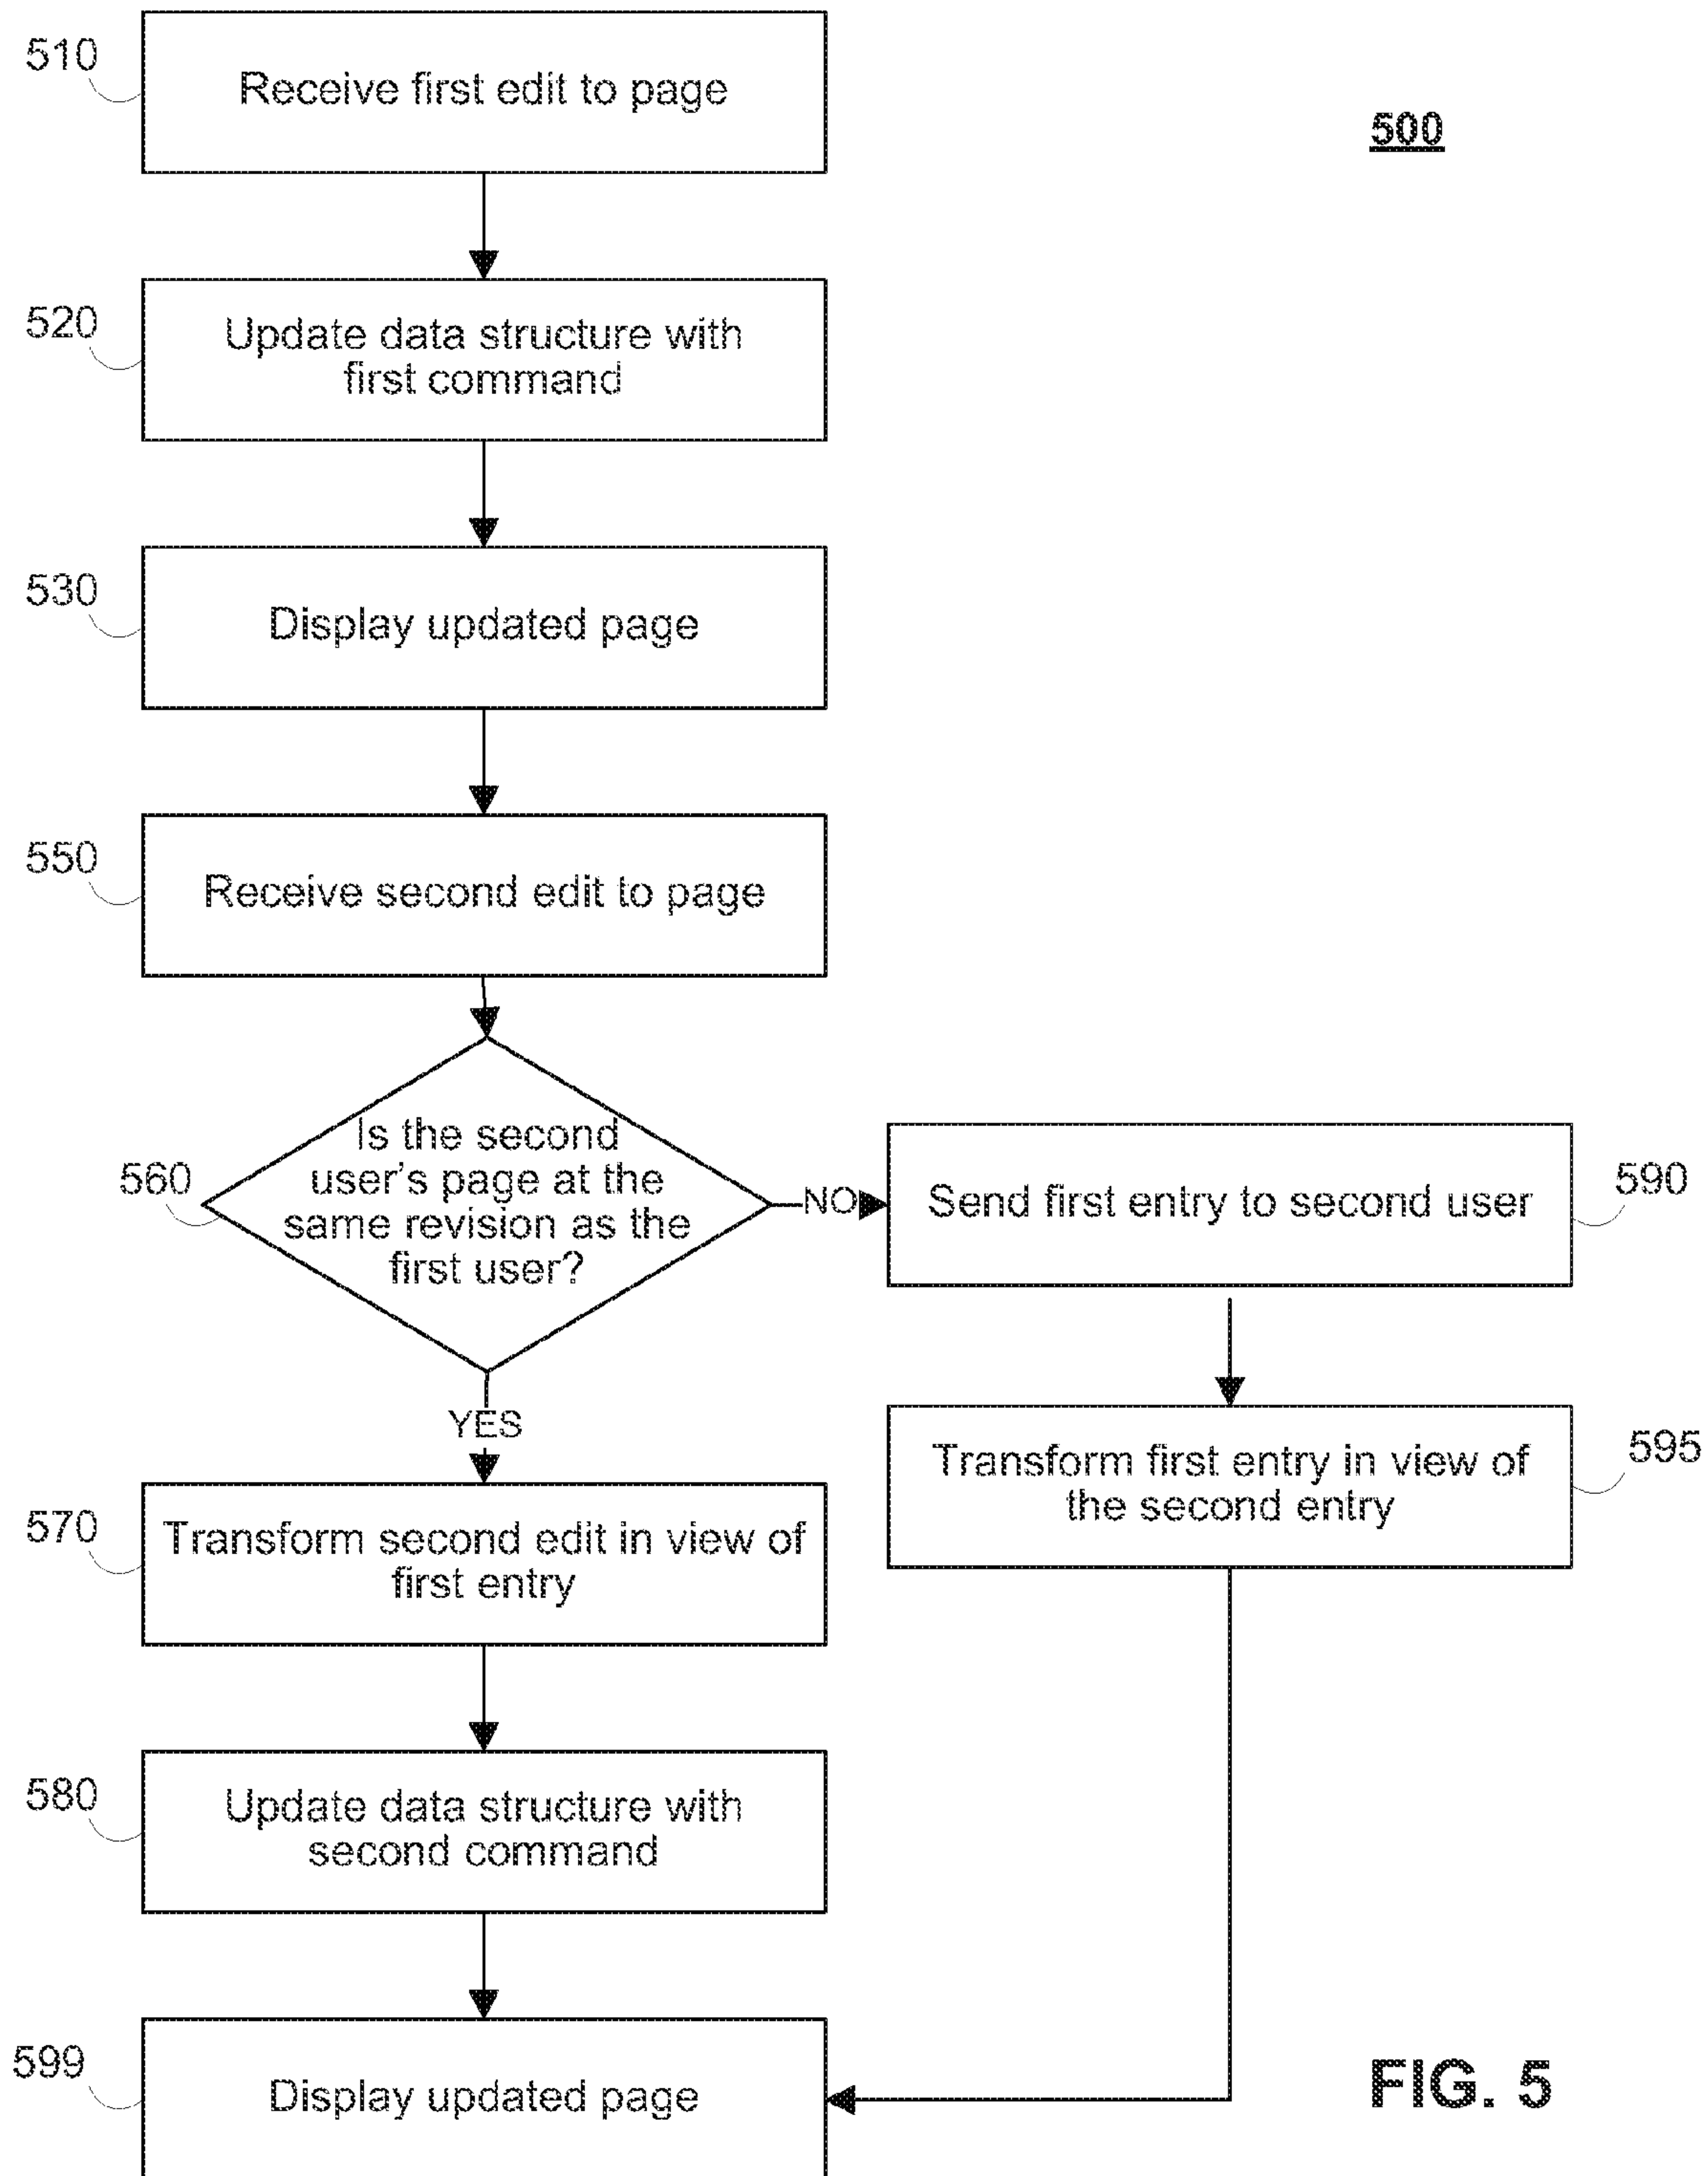 510
Receive first edit to page
500
520
Update data structure with
first command
530
Display updated page
550
Receive second edit to page
560
Is the second
user's page at the
same revision as the
first user?
NO
Send first entry to second user
590
YES
Transform first entry in view of
the second entry
595
570
Transform second edit in view of
first entry
580
Update data structure with
second command
599
Display updated page
FIG. 5